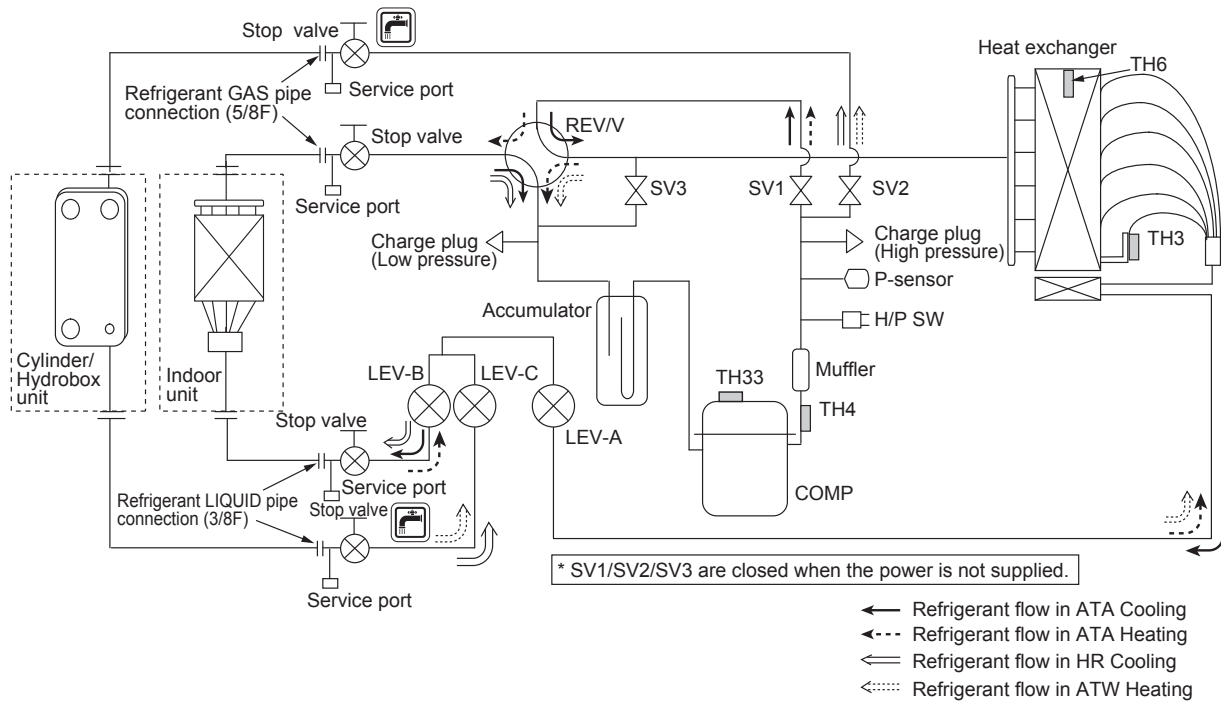 Stop valve
Heat exchanger
TH6
Service port
Refrigerant GAS pipe
connection (5/8F)
Stop valve
REV/V
Service port
SV3
SV1
SV2
Charge plug
(Low pressure)
Charge plug
(High pressure)
TH3
P-sensor
Accumulator
H/P SW
Cylinder/
Hydrobox
unit
Indoor
unit
LEV-B
LEV-C
Muffler
TH33
TH4
Stop valve
LEV-A
Service port
COMP
Refrigerant LIQUID pipe
connection (3/8F)
Stop valve
* SV1/SV2/SV3 are closed when the power is not supplied.
Service port
Refrigerant flow in ATA Cooling
Refrigerant flow in ATA Heating
Refrigerant flow in HR Cooling
Refrigerant flow in ATW Heating